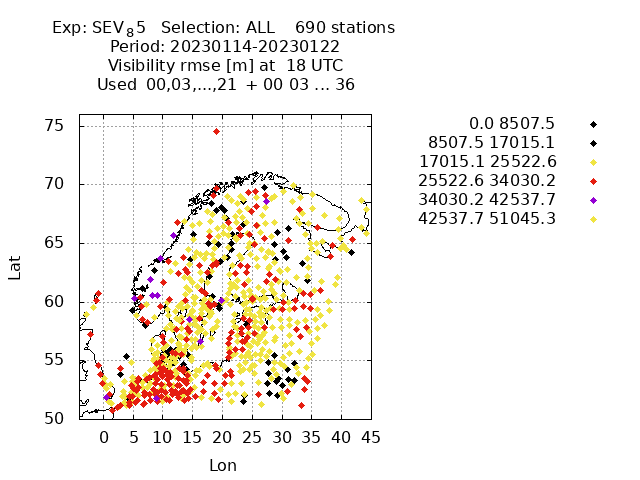 Exp: SEV8 5 Selection: ALL 690 stations
Period: 20230114-20230122
Visibility rmse [m] at 18 UTC
Used 00,03,...,21 + 00 03 ... 36
75
70
65
60
55
50
0 5 10 15 20 25 30 35 40 45
Lat
Lon
0.0 8507.5
8507.5 17015.1
17015.1 25522.6
25522.6 34030.2
34030.2 42537.7
42537.7 51045.3